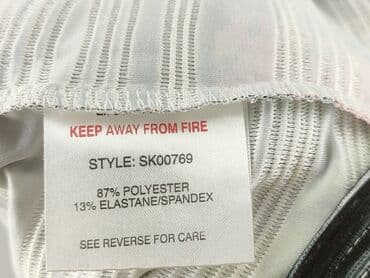 KEEP AWAY FROM FIRE
STYLE: SK00769
87% POLYESTER
13% ELASTANE/SPANDEX
SEE REVERSE FOR CARE